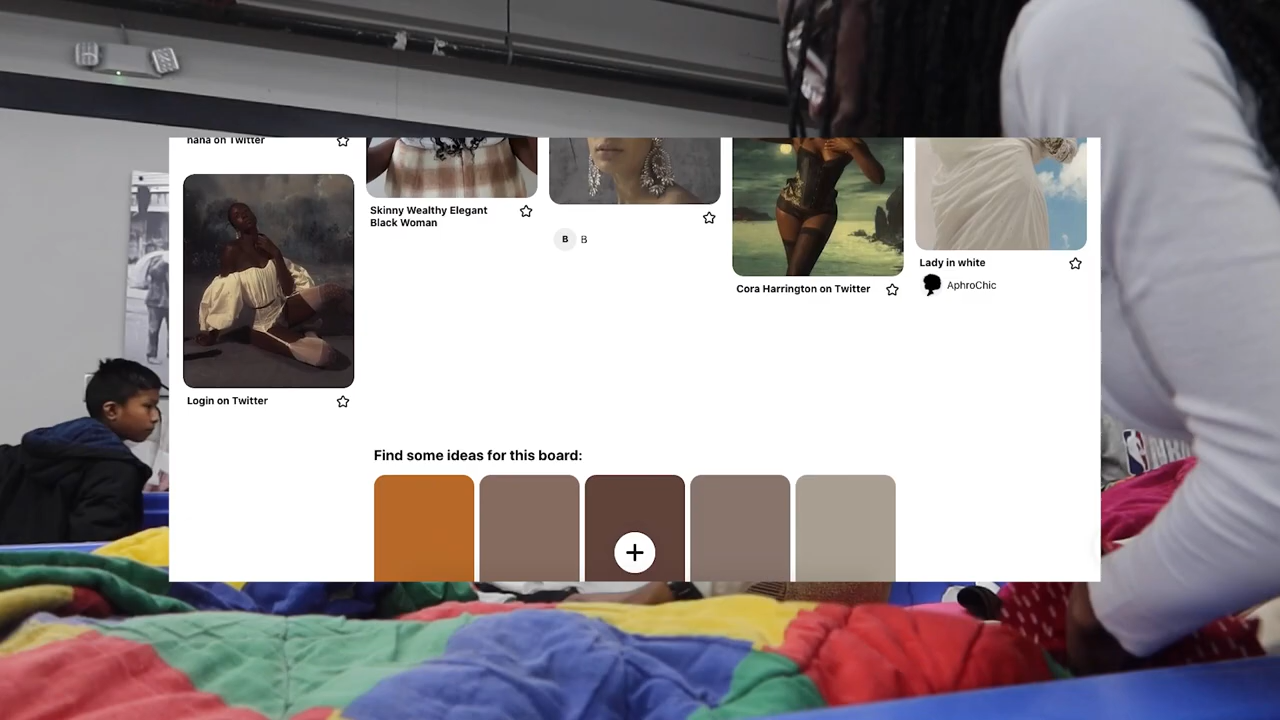 nana on Twitter
Login on Twitter
Skinny Wealthy Elegant
Black Woman
B B
Cora Harrington on Twitter
Lady in white
AphroChic
Find some ideas for this board: